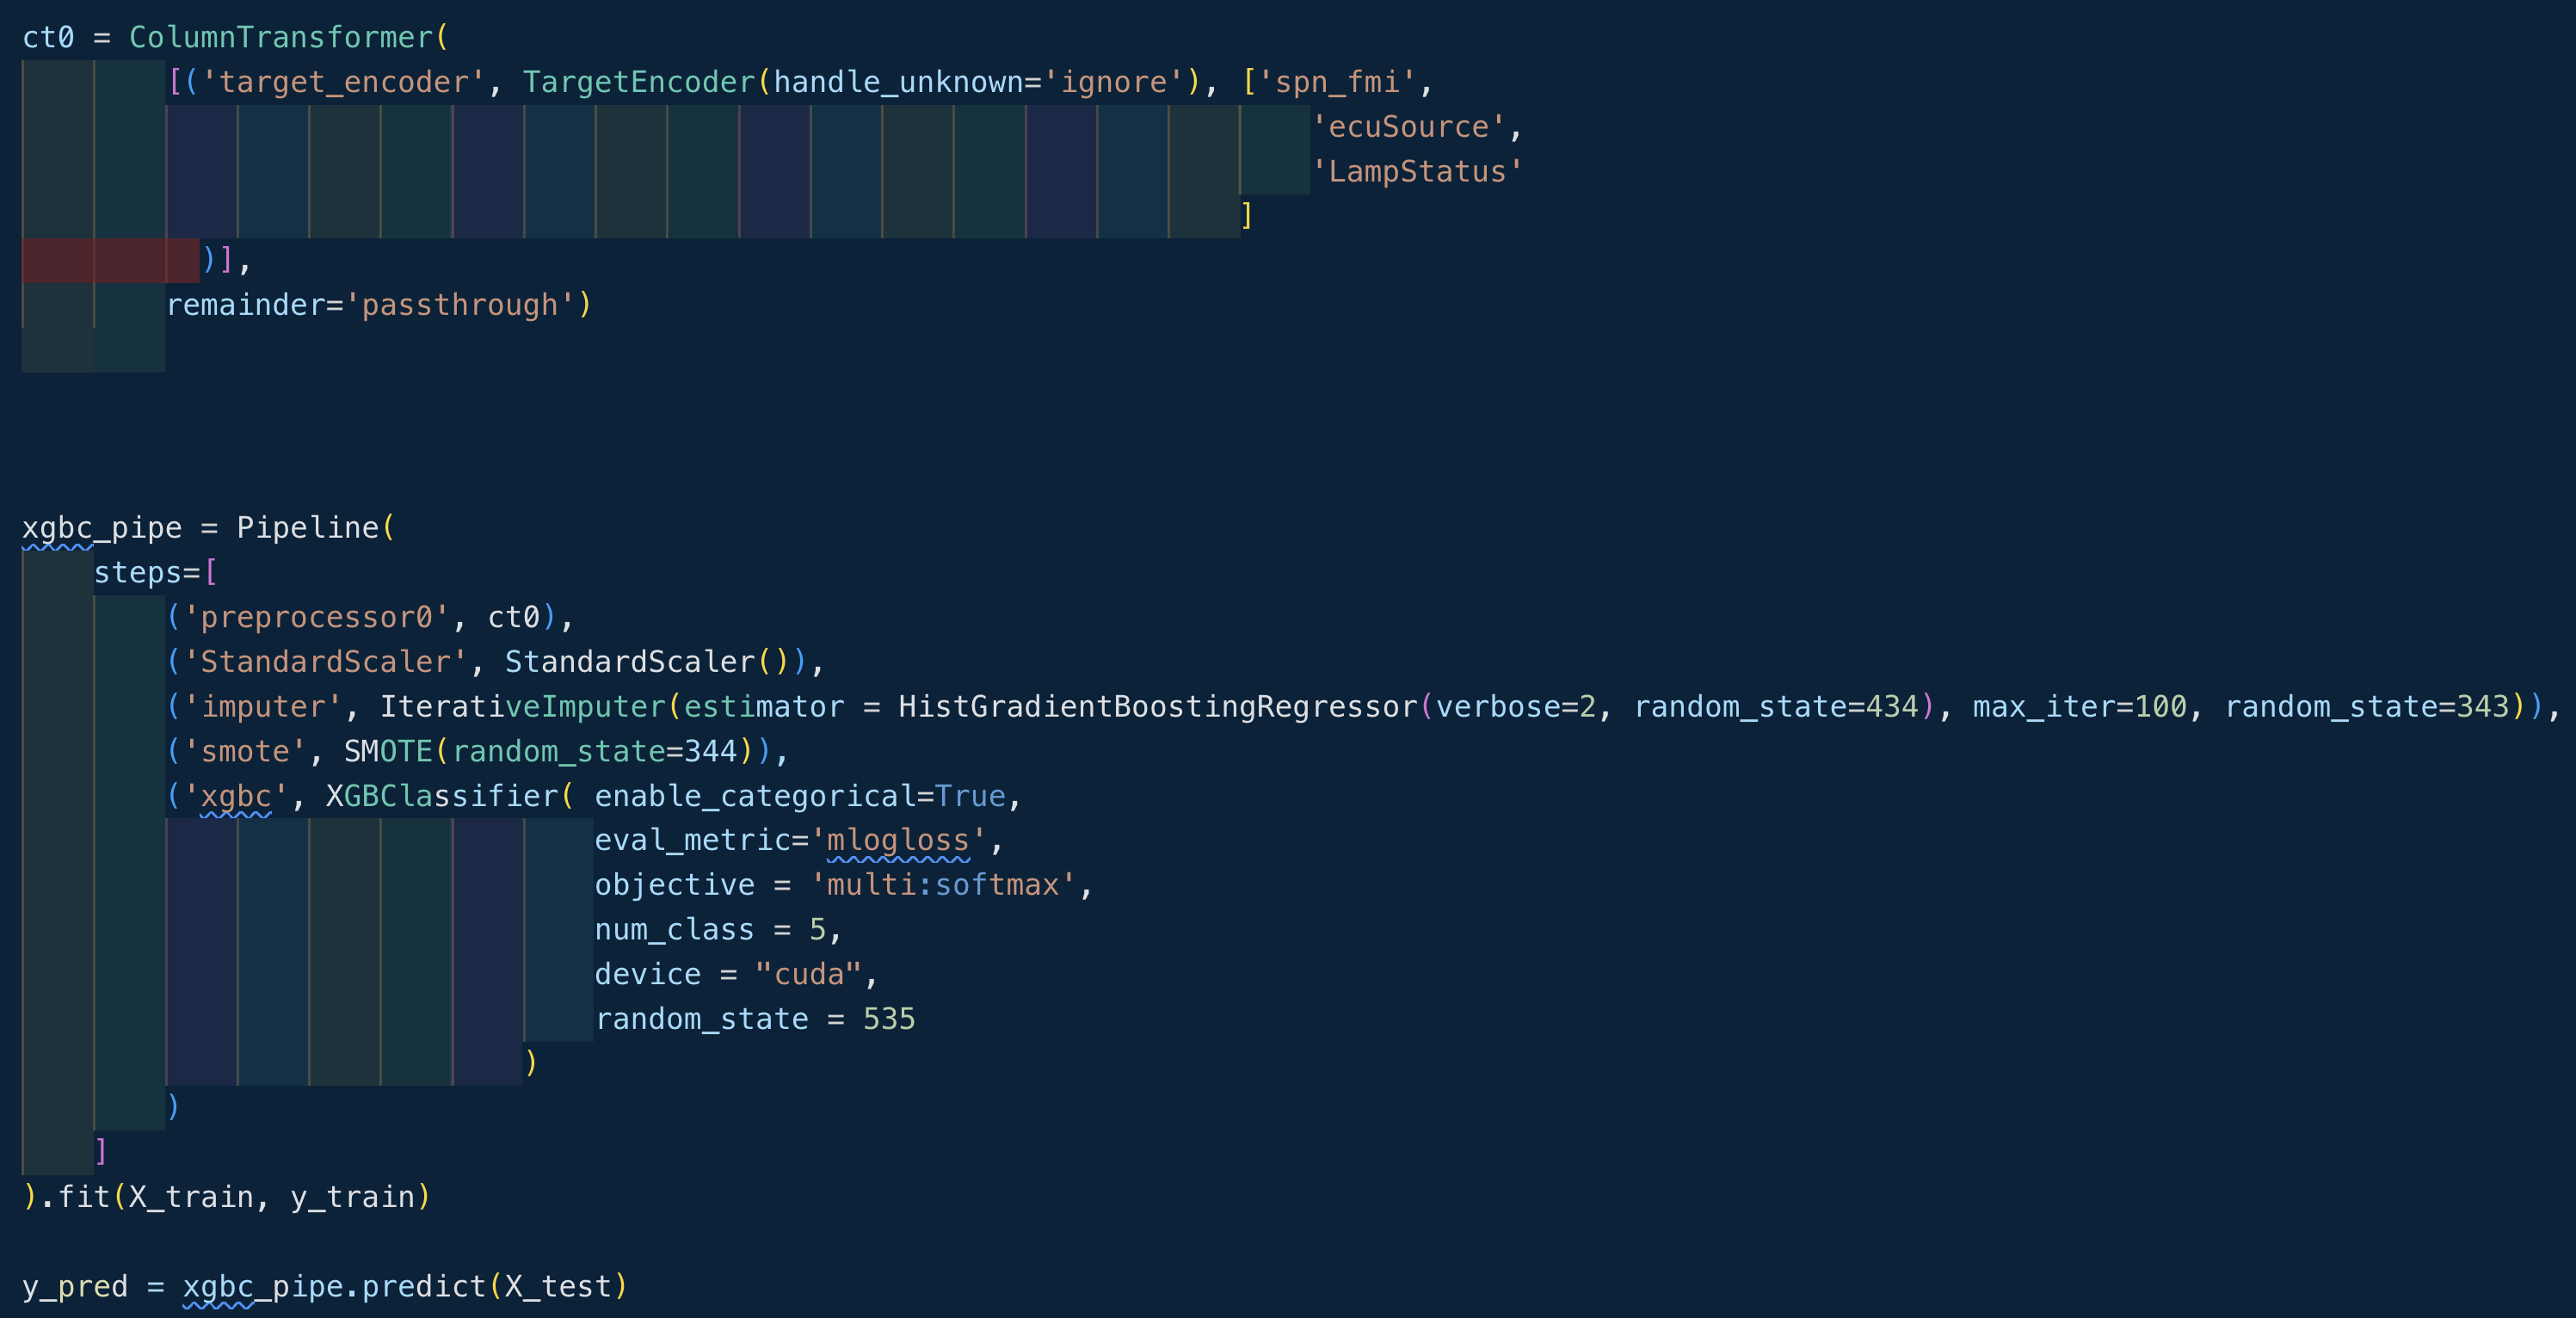 ct0 = ColumnTransformer(
[('target_encoder', TargetEncoder(handle_unknown='ignore'), ['spn_fmi',
'ecuSource',
'LampStatus'
]
)],
remainder='passthrough')
xgbc_pipe = Pipeline(
steps=[
('preprocessor0', ct0),
('StandardScaler', StandardScaler()),
('imputer', IterativeImputer(estimator = HistGradientBoostingRegressor(verbose=2, random_state=434), max_iter=100, random_state=343)),
('smote', SMOTE(random_state=344)),
('xgbc', XGBClassifier( enable_categorical=True,
eval_metric='mlogloss',
objective = 'multi:softmax',
num_class = 5,
device = "cuda",
random_state = 535
)
)
]
).fit(X_train, y_train)
y_pred = xgbc_pipe.predict(X_test)